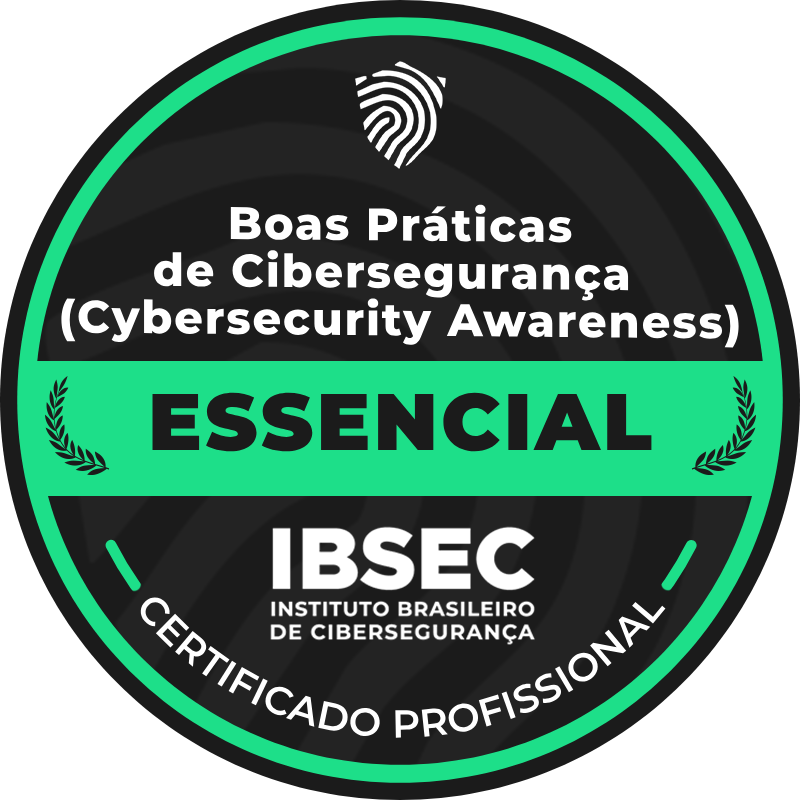 Boas Práticas
de Cibersegurança
(Cybersecurity Awareness)
ESSENCIAL
IBSEC
INSTITUTO BRASILEIRO
DE CIBERSEGURANÇA
CERTIFICADO PROFISSIONAL